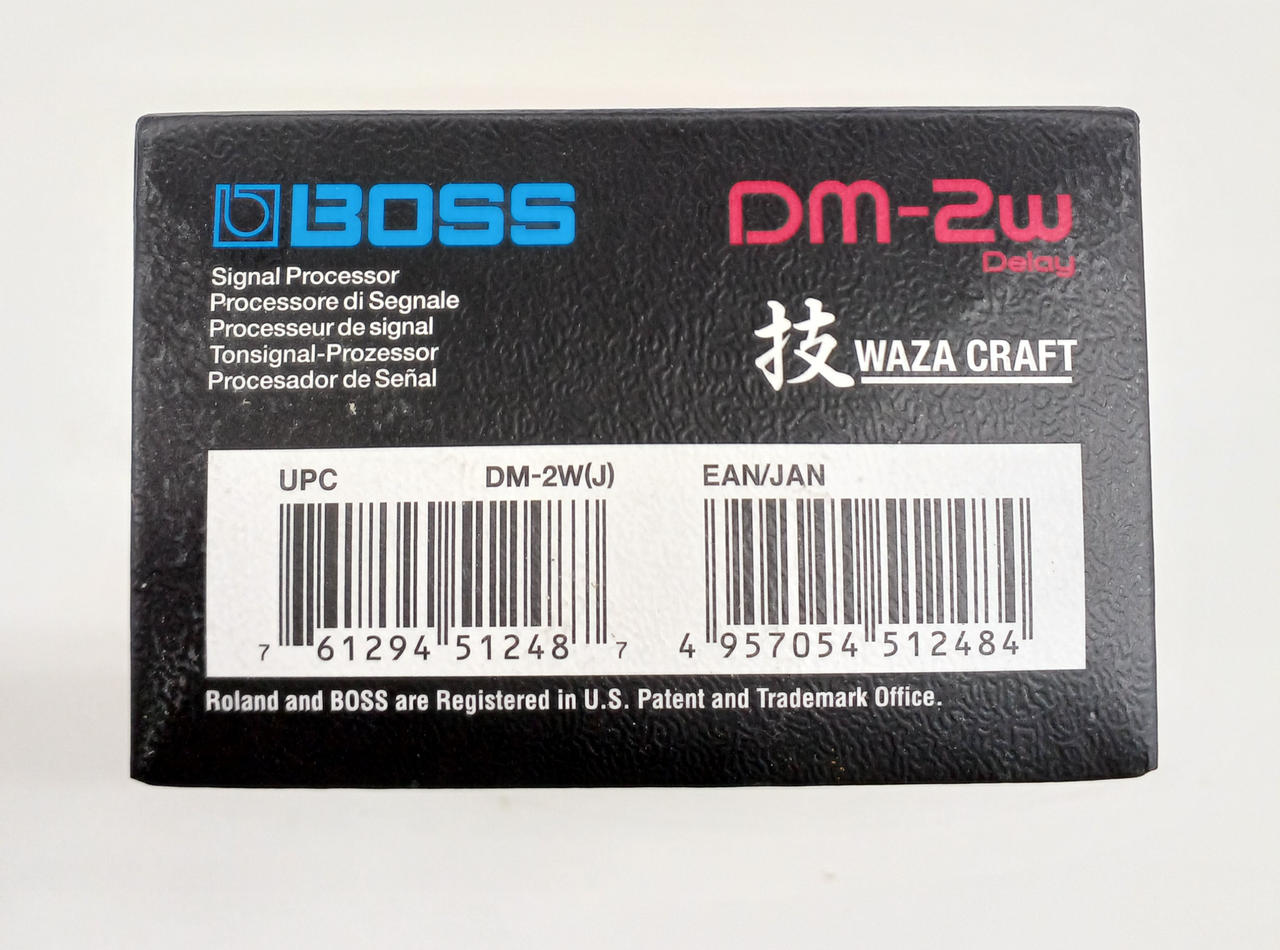 BOSS
DM-2w
Delay
Signal Processor
Processore di Segnale
Processeur de signal
Tonsignal-Prozessor
Procesador de Señal
技 WAZA CRAFT
UPC DM-2W(J) EAN/JAN
7 61294 51248 7 4 957054 512484
Roland and BOSS are Registered in U.S. Patent and Trademark Office.